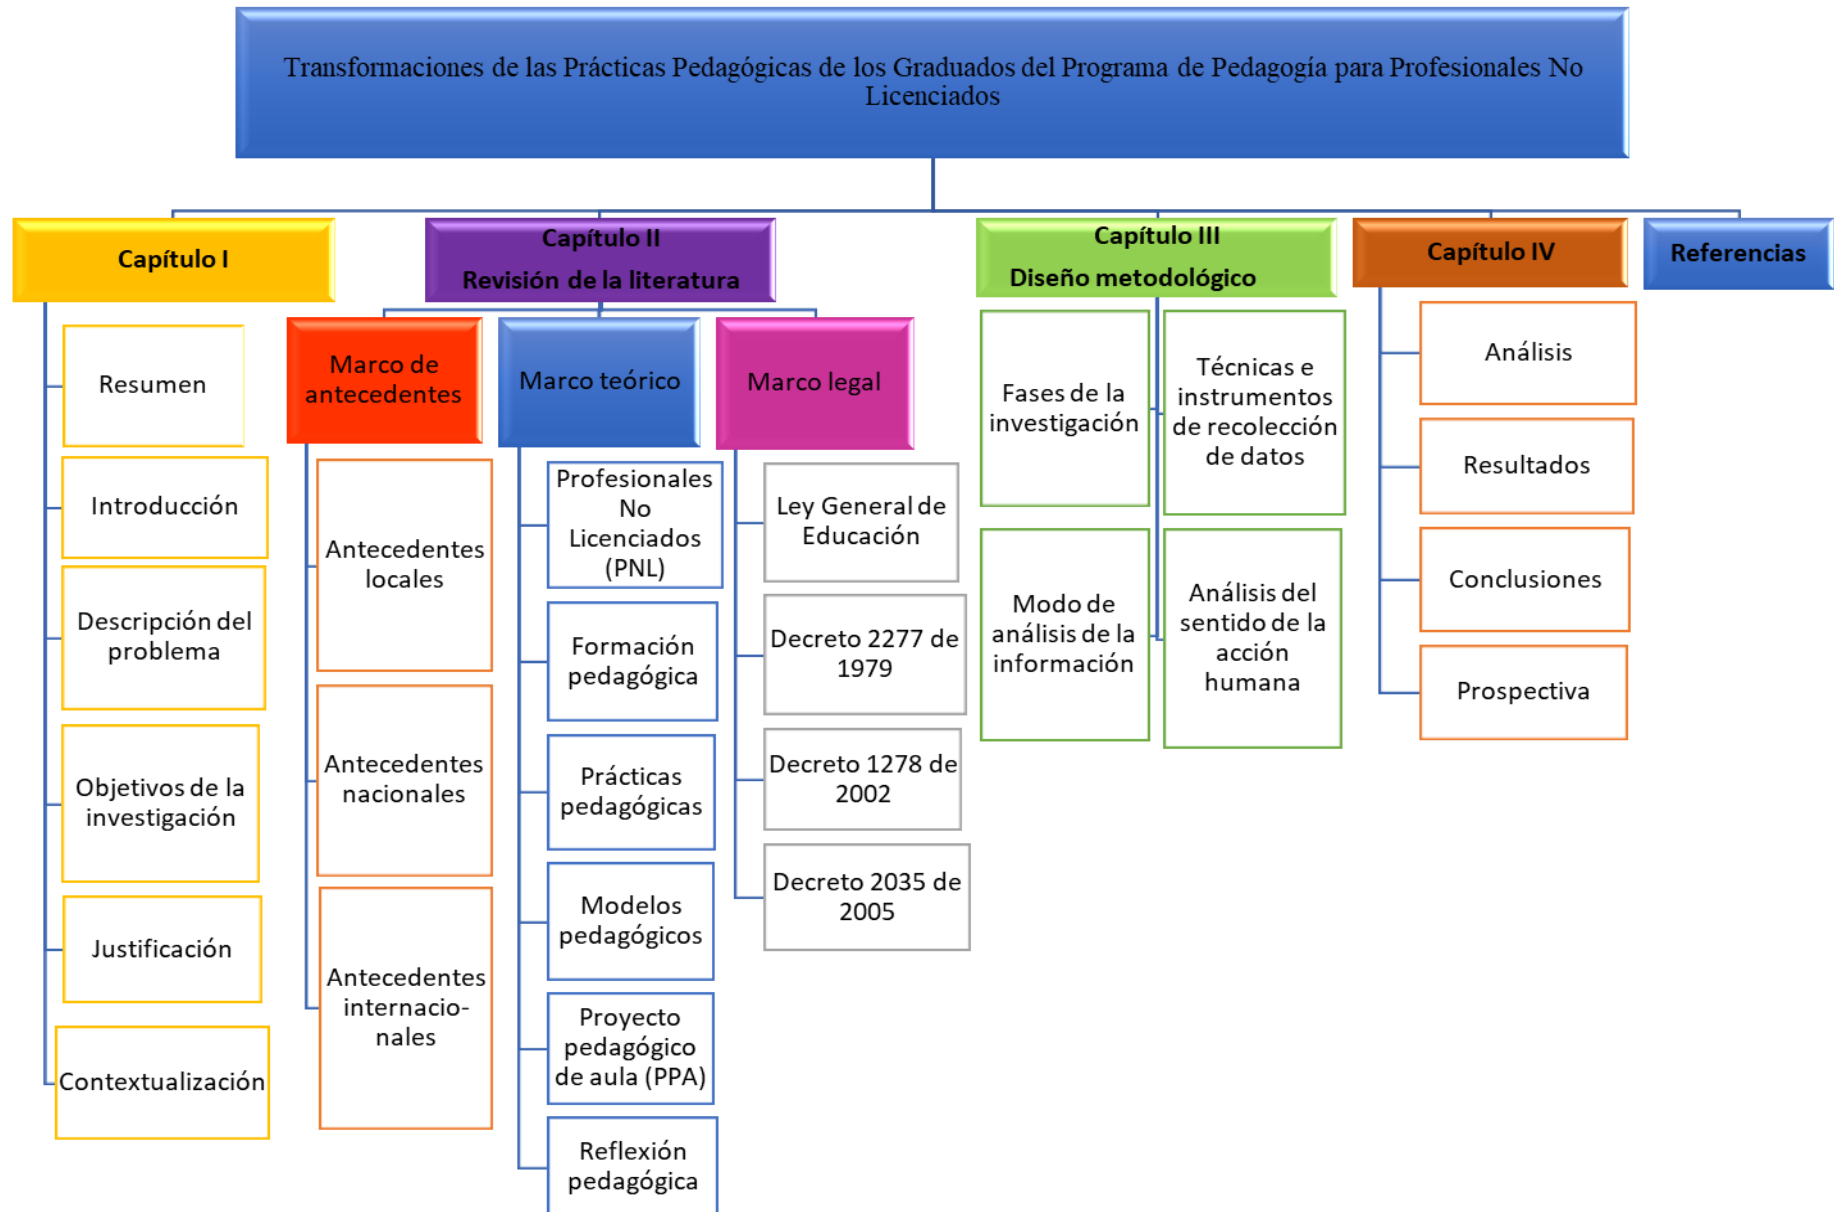 Transformaciones de las Prácticas Pedagógicas de los Graduados del Programa de Pedagogía para Profesionales No
Licenciados
Capítulo I
Resumen
Introducción
Descripción del
problema
Objetivos de la
investigación
Justificación
Contextualización
Capítulo II
Revisión de la literatura
Marco de
antecedentes
Antecedentes
locales
Antecedentes
nacionales
Antecedentes
internacio-
nales
Marco teórico
Profesionales
No
Licenciados
(PNL)
Formación
pedagógica
Prácticas
pedagógicas
Modelos
pedagógicos
Proyecto
pedagógico
de aula (PPA)
Reflexión
pedagógica
Marco legal
Ley General de
Educación
Decreto 2277 de
1979
Decreto 1278 de
2002
Decreto 2035 de
2005
Capítulo III
Diseño metodológico
Fases de la
investigación
Técnicas e
instrumentos
de recolección
de datos
Modo de
análisis de la
información
Análisis del
sentido de la
acción
humana
Capítulo IV
Análisis
Resultados
Conclusiones
Prospectiva
Referencias